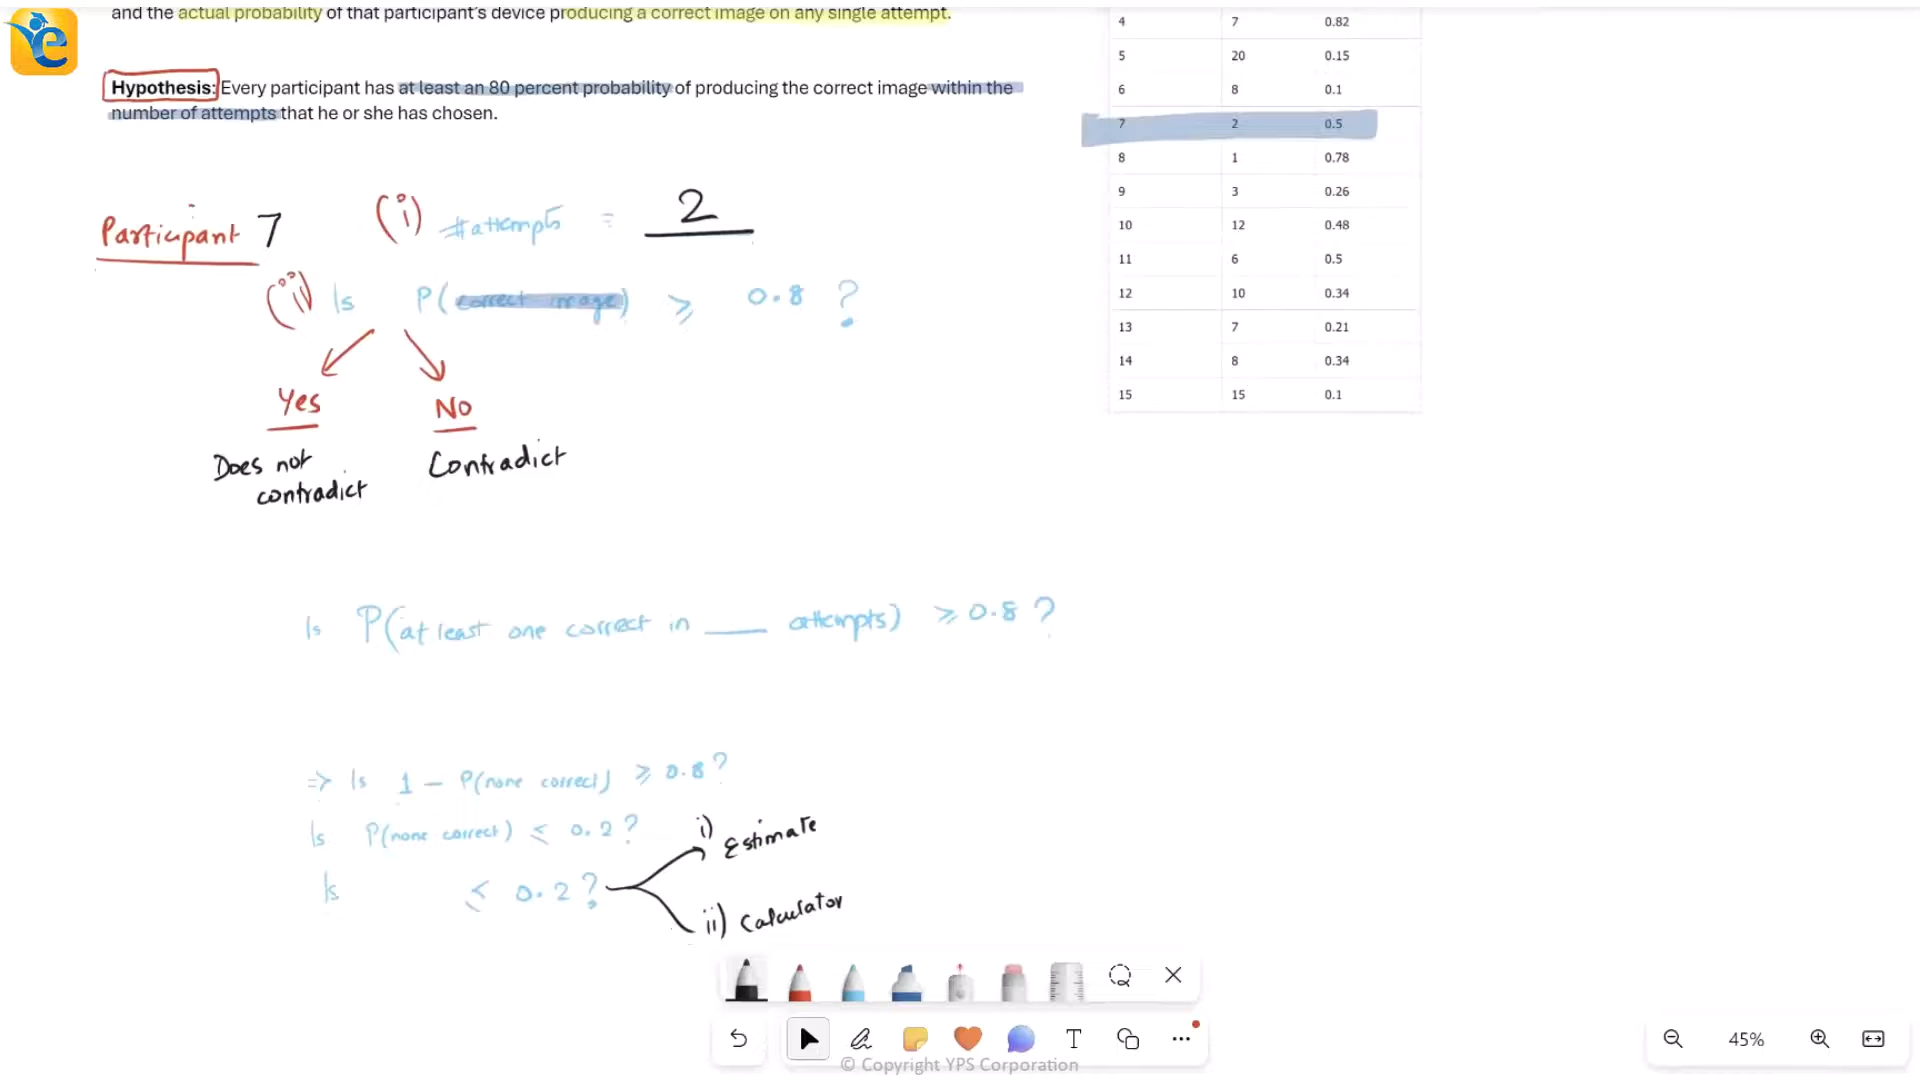 and the actual probability of that participant's device producing a correct image on any single attempt.
Hypothesis: Every participant has at least an 80 percent probability of producing the correct image within the
number of attempts that he or she has chosen.
4 7 0.82
5 20 0.15
6 8 0.1
7 2 0.5
8 1 0.78
9 3 0.26
10 12 0.48
11 6 0.5
12 10 0.34
13 7 0.21
14 8 0.34
15 15 0.1
Participant 7 (i) #attempts = 2
(ii) Is P(correct image) ≥ 0.8 ?
Yes No
Does not
contradict
Contradict
Is P(at least one correct in ___ attempts) ≥ 0.8 ?
=> Is 1 - P(none correct) ≥ 0.8 ?
Is P(none correct) ≤ 0.2 ?
Is ≤ 0.2 ?
i) Estimate
ii) Calculator
T
45%
© Copyright YPS Corporation